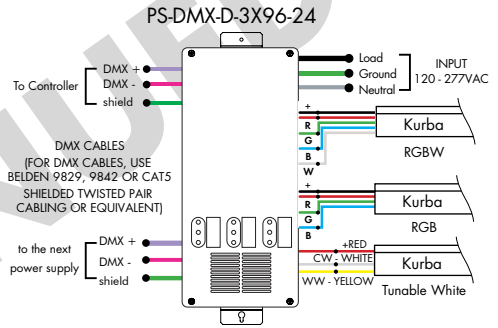 PS-DMX-D-3X96-24
To Controller
DMX +
DMX -
shield
Load
Ground
Neutral
INPUT
120 - 277VAC
DMX CABLES
(FOR DMX CABLES, USE
BELDEN 9829, 9842 OR CAT5
SHIELDED TWISTED PAIR
CABLING OR EQUIVALENT)
+
R
G
B
W
Kurba
RGBW
+
R
G
B
Kurba
RGB
to the next
power supply
DMX +
DMX -
shield
+RED
CW - WHITE
WW - YELLOW
Kurba
Tunable White